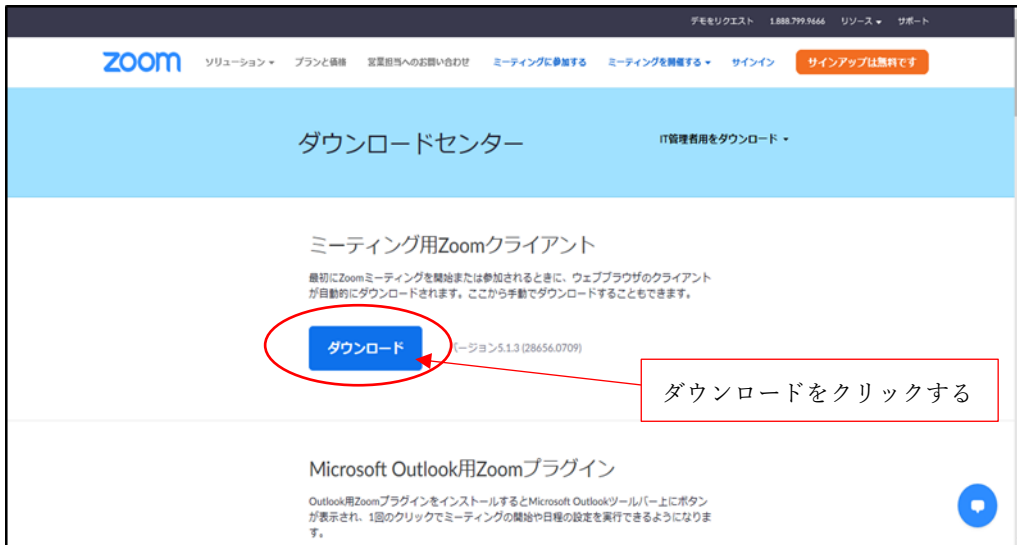 デモをリクエスト 1.888.799.9666 リソース サポート
zoom ソリューション プランと価格 営業担当へのお問い合わせ ミーティングに参加する ミーティングを開催する サインイン サインアップは無料です
ダウンロードセンター IT管理者用をダウンロード
ミーティング用Zoomクライアント
最初にZoomミーティングを開始または参加されるときに、ウェブブラウザのクライアント
が自動的にダウンロードされます。ここから手動でダウンロードすることもできます。
ダウンロード バージョン5.1.3 (28656.0709)
ダウンロードをクリックする
Microsoft Outlook用Zoomプラグイン
Outlook用ZoomプラグインをインストールするとMicrosoft Outlookツールバー上にボタン
が表示され、1回のクリックでミーティングの開始や日程の設定を実行できるようになりま
す。